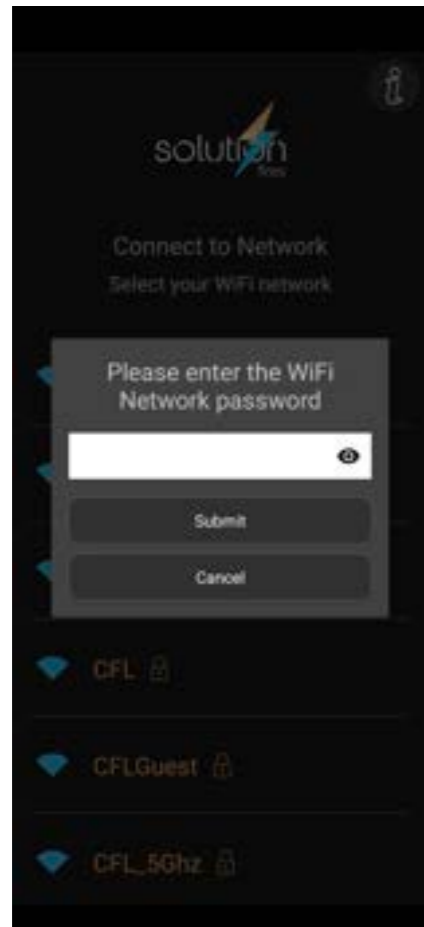 solution
fires
Connect to Network
Select your WiFi network
Please enter the WiFi
Network password
Submit
Cancel
CFL
CFLGuest
CFL_5Ghz